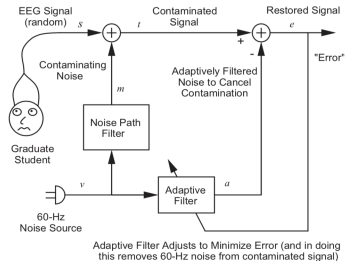 EEG Signal
(random)
s
t
Contaminated
Signal
Restored Signal
e
+
-
"Error"
Contaminating
Noise
m
Adaptively Filtered
Noise to Cancel
Contamination
Graduate
Student
Noise Path
Filter
v
Adaptive
Filter
a
60-Hz
Noise Source
Adaptive Filter Adjusts to Minimize Error (and in doing
this removes 60-Hz noise from contaminated signal)